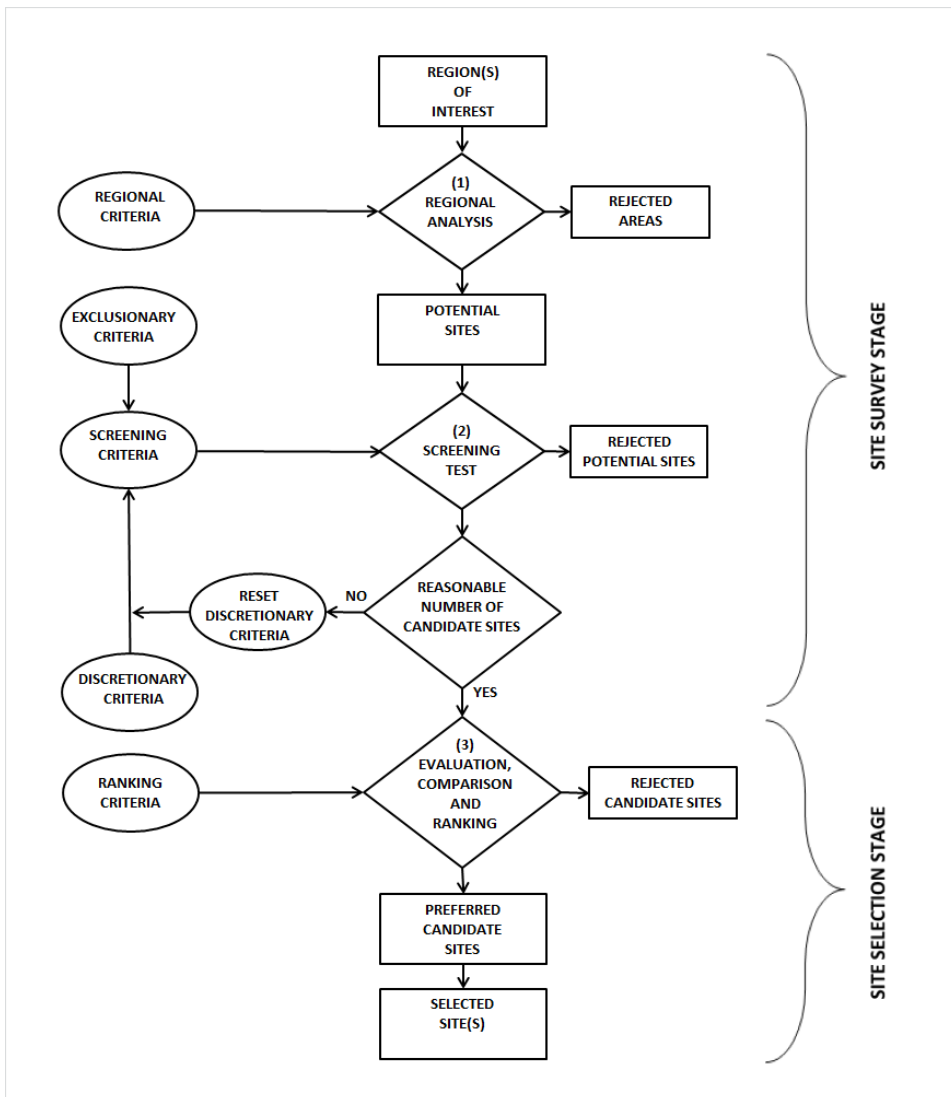 REGION(S)
OF
INTEREST
(1)
REGIONAL
ANALYSIS
REGIONAL
CRITERIA
REJECTED
AREAS
EXCLUSIONARY
CRITERIA
POTENTIAL
SITES
SCREENING
CRITERIA
(2)
SCREENING
TEST
REJECTED
POTENTIAL SITES
REASONABLE
NUMBER OF
CANDIDATE SITES
NO
RESET
DISCRETIONARY
CRITERIA
DISCRETIONARY
CRITERIA
YES
SITE SURVEY STAGE
(3)
EVALUATION,
COMPARISON
AND
RANKING
RANKING
CRITERIA
REJECTED
CANDIDATE SITES
PREFERRED
CANDIDATE
SITES
SELECTED
SITE(S)
SITE SELECTION STAGE